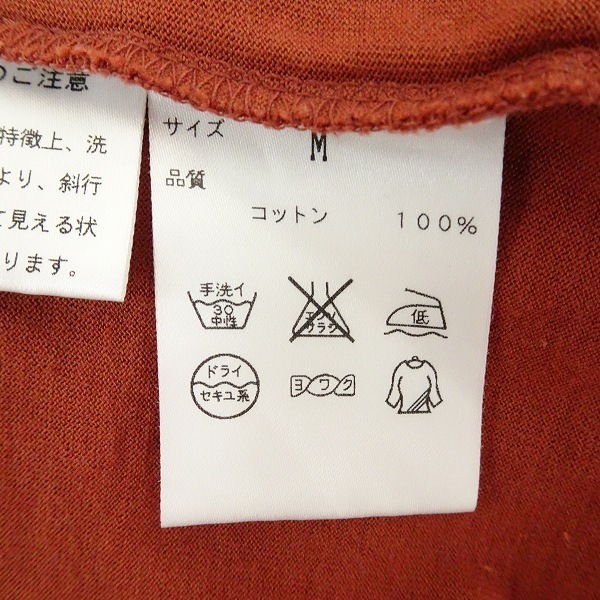 のご注意
特徴上、洗
より、斜行
て見える状
ります。
サイズ M
品質
コットン 100%
手洗イ
30
中性
エンソ
サラシ
低
ドライ
セキユ系
ヨワク